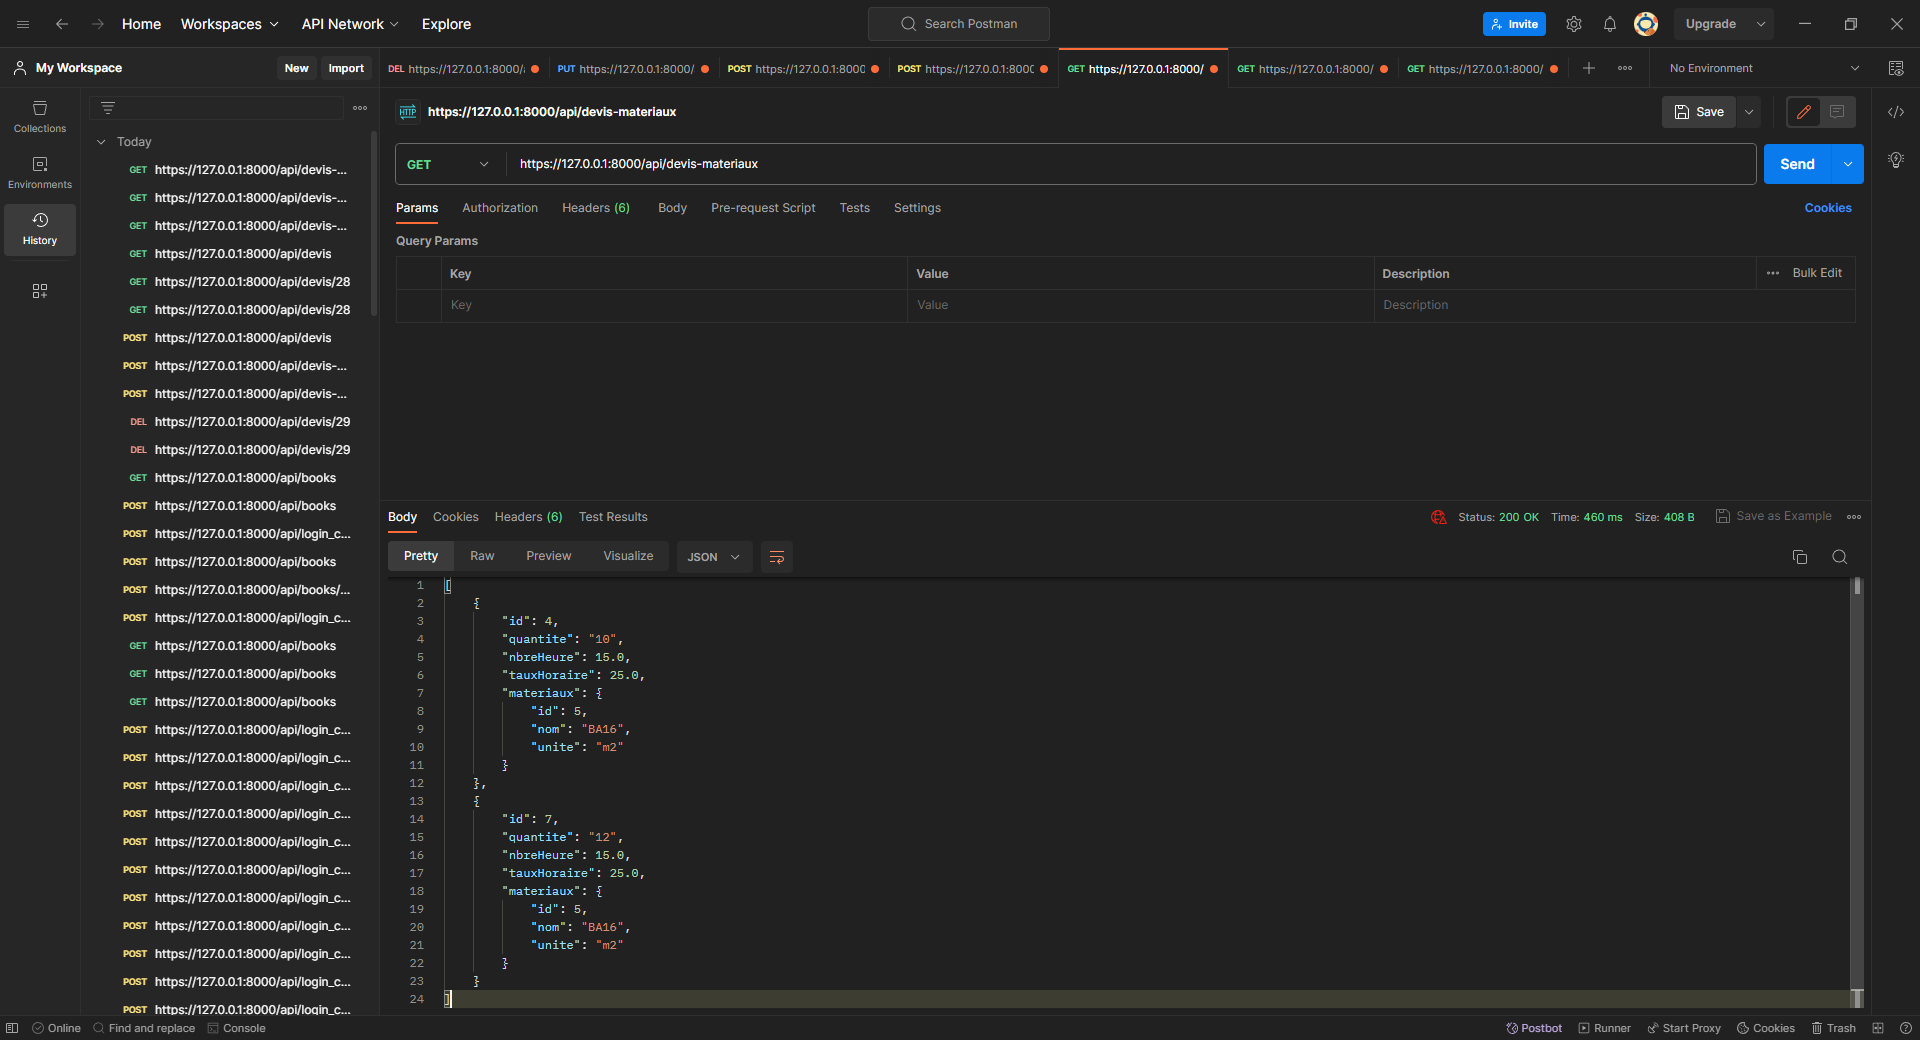 Home Workspaces API Network Explore Search Postman Invite Upgrade
My Workspace New Import DEL https://127.0.0.1:8000/ PUT https://127.0.0.1:8000/ POST https://127.0.0.1:8000 POST https://127.0.0.1:8000 GET https://127.0.0.1:8000/ GET https://127.0.0.1:8000/ GET https://127.0.0.1:8000/ No Environment
Collections
Environments
History
Today
GET https://127.0.0.1:8000/api/devis-...
GET https://127.0.0.1:8000/api/devis-...
GET https://127.0.0.1:8000/api/devis-...
GET https://127.0.0.1:8000/api/devis
GET https://127.0.0.1:8000/api/devis/28
GET https://127.0.0.1:8000/api/devis/28
POST https://127.0.0.1:8000/api/devis
POST https://127.0.0.1:8000/api/devis-...
POST https://127.0.0.1:8000/api/devis-...
DEL https://127.0.0.1:8000/api/devis/29
DEL https://127.0.0.1:8000/api/devis/29
GET https://127.0.0.1:8000/api/books
POST https://127.0.0.1:8000/api/books
POST https://127.0.0.1:8000/api/login_c...
POST https://127.0.0.1:8000/api/books
POST https://127.0.0.1:8000/api/books/...
POST https://127.0.0.1:8000/api/login_c...
GET https://127.0.0.1:8000/api/books
GET https://127.0.0.1:8000/api/books
GET https://127.0.0.1:8000/api/books
POST https://127.0.0.1:8000/api/login_c...
POST https://127.0.0.1:8000/api/login_c...
POST https://127.0.0.1:8000/api/login_c...
POST https://127.0.0.1:8000/api/login_c...
POST https://127.0.0.1:8000/api/login_c...
POST https://127.0.0.1:8000/api/login_c...
POST https://127.0.0.1:8000/api/login_c...
POST https://127.0.0.1:8000/api/login_c...
POST https://127.0.0.1:8000/api/login_c...
POST https://127.0.0.1:8000/api/login_c...
POST https://127.0.0.1:8000/api/login_c...
HTTP https://127.0.0.1:8000/api/devis-materiaux Save
GET https://127.0.0.1:8000/api/devis-materiaux Send
Params Authorization Headers (6) Body Pre-request Script Tests Settings Cookies
Query Params
Key Value Description Bulk Edit
Key Value Description
Body Cookies Headers (6) Test Results Status: 200 OK Time: 460 ms Size: 408 B Save as Example
Pretty Raw Preview Visualize JSON
1 [
2 {
3 "id": 4,
4 "quantite": "10",
5 "nbreHeure": 15.0,
6 "tauxHoraire": 25.0,
7 "materiaux": {
8 "id": 5,
9 "nom": "BA16",
10 "unite": "m2"
11 }
12 },
13 {
14 "id": 7,
15 "quantite": "12",
16 "nbreHeure": 15.0,
17 "tauxHoraire": 25.0,
18 "materiaux": {
19 "id": 5,
20 "nom": "BA16",
21 "unite": "m2"
22 }
23 }
24 ]
Online Find and replace Console Postbot Runner Start Proxy Cookies Trash